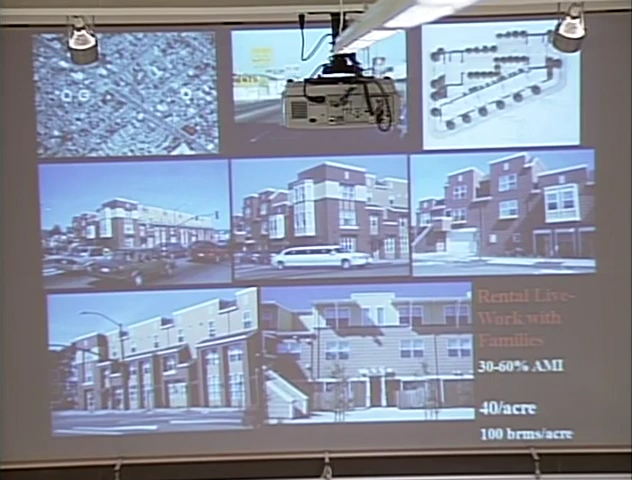 Rental Live-
Work with
Families
30-60% AMI
40/acre
100 brms/acre